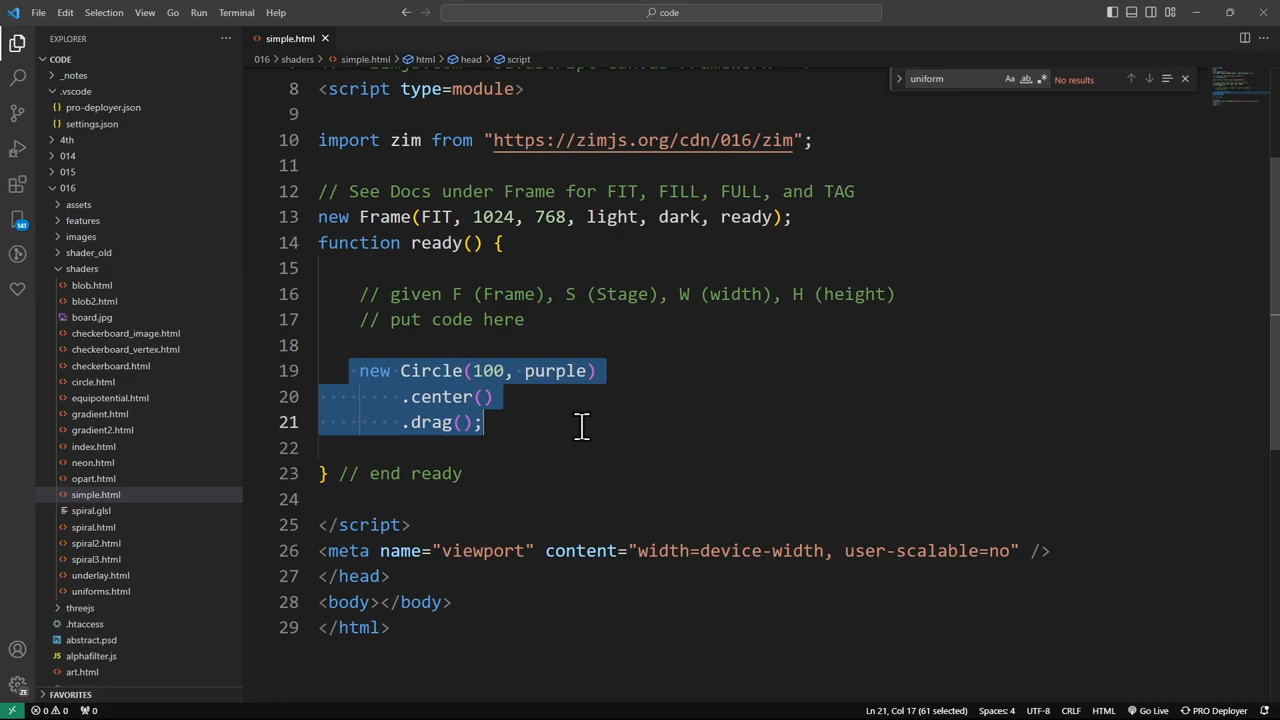 File Edit Selection View Go Run Terminal Help
code
EXPLORER
CODE
_notes
.vscode
pro-deployer.json
settings.json
4th
014
015
016
assets
features
images
shader_old
shaders
blob.html
blob2.html
board.jpg
checkerboard_image.html
checkerboard_vertex.html
checkerboard.html
circle.html
equipotential.html
gradient.html
gradient2.html
index.html
neon.html
opart.html
simple.html
spiral.glsl
spiral.html
spiral2.html
spiral3.html
underlay.html
uniforms.html
threejs
.htaccess
abstract.psd
alphafilter.js
art.html
FAVORITES
141
ZE
simple.html
016 > shaders > simple.html > html > head > script
uniform
Aa ab .* No results
8 <script type=module>
9
10 import zim from "https://zimjs.org/cdn/016/zim";
11
12 // See Docs under Frame for FIT, FILL, FULL, and TAG
13 new Frame(FIT, 1024, 768, light, dark, ready);
14 function ready() {
15
16 // given F (Frame), S (Stage), W (width), H (height)
17 // put code here
18
19 new Circle(100, purple)
20 .center()
21 .drag();
22
23 } // end ready
24
25 </script>
26 <meta name="viewport" content="width=device-width, user-scalable=no" />
27 </head>
28 <body></body>
29 </html>
0 0 0 Ln 21, Col 17 (61 selected) Spaces: 4 UTF-8 CRLF HTML Go Live PRO Deployer